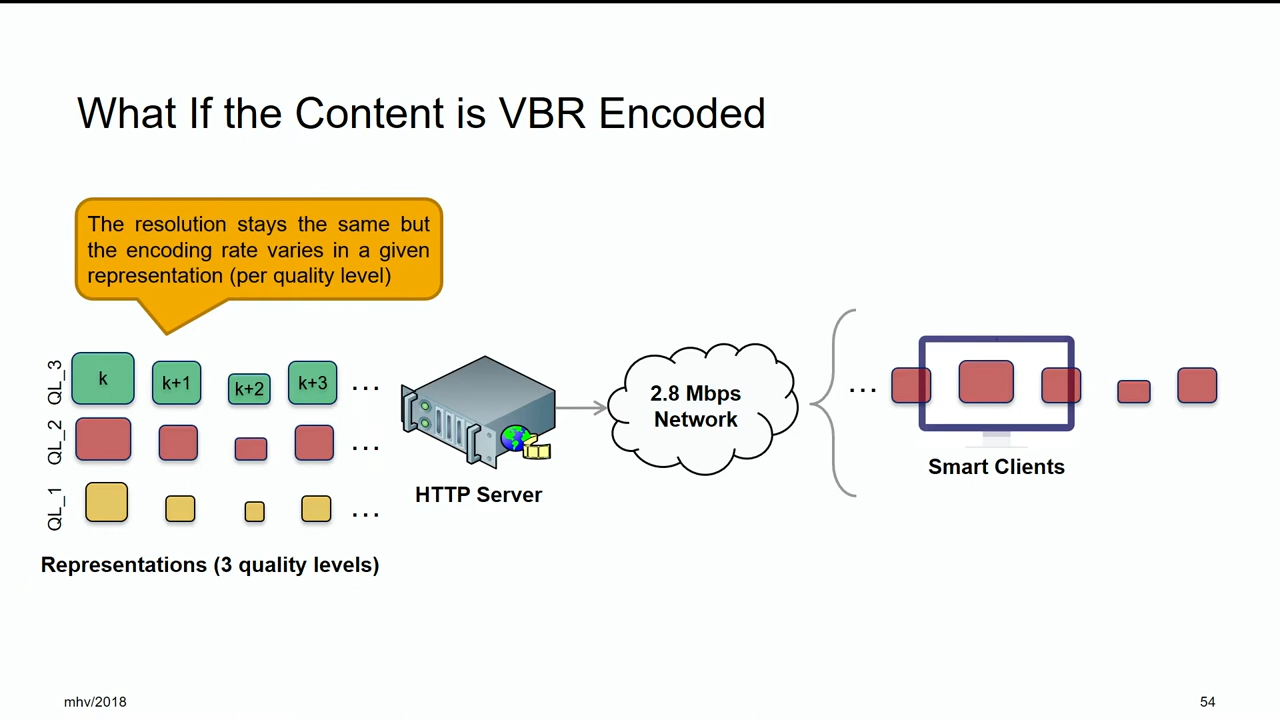 What If the Content is VBR Encoded
The resolution stays the same but
the encoding rate varies in a given
representation (per quality level)
QL_3
k
k+1
k+2
k+3
...
QL_2
...
QL_1
...
Representations (3 quality levels)
HTTP Server
2.8 Mbps
Network
...
Smart Clients
mhv/2018
54